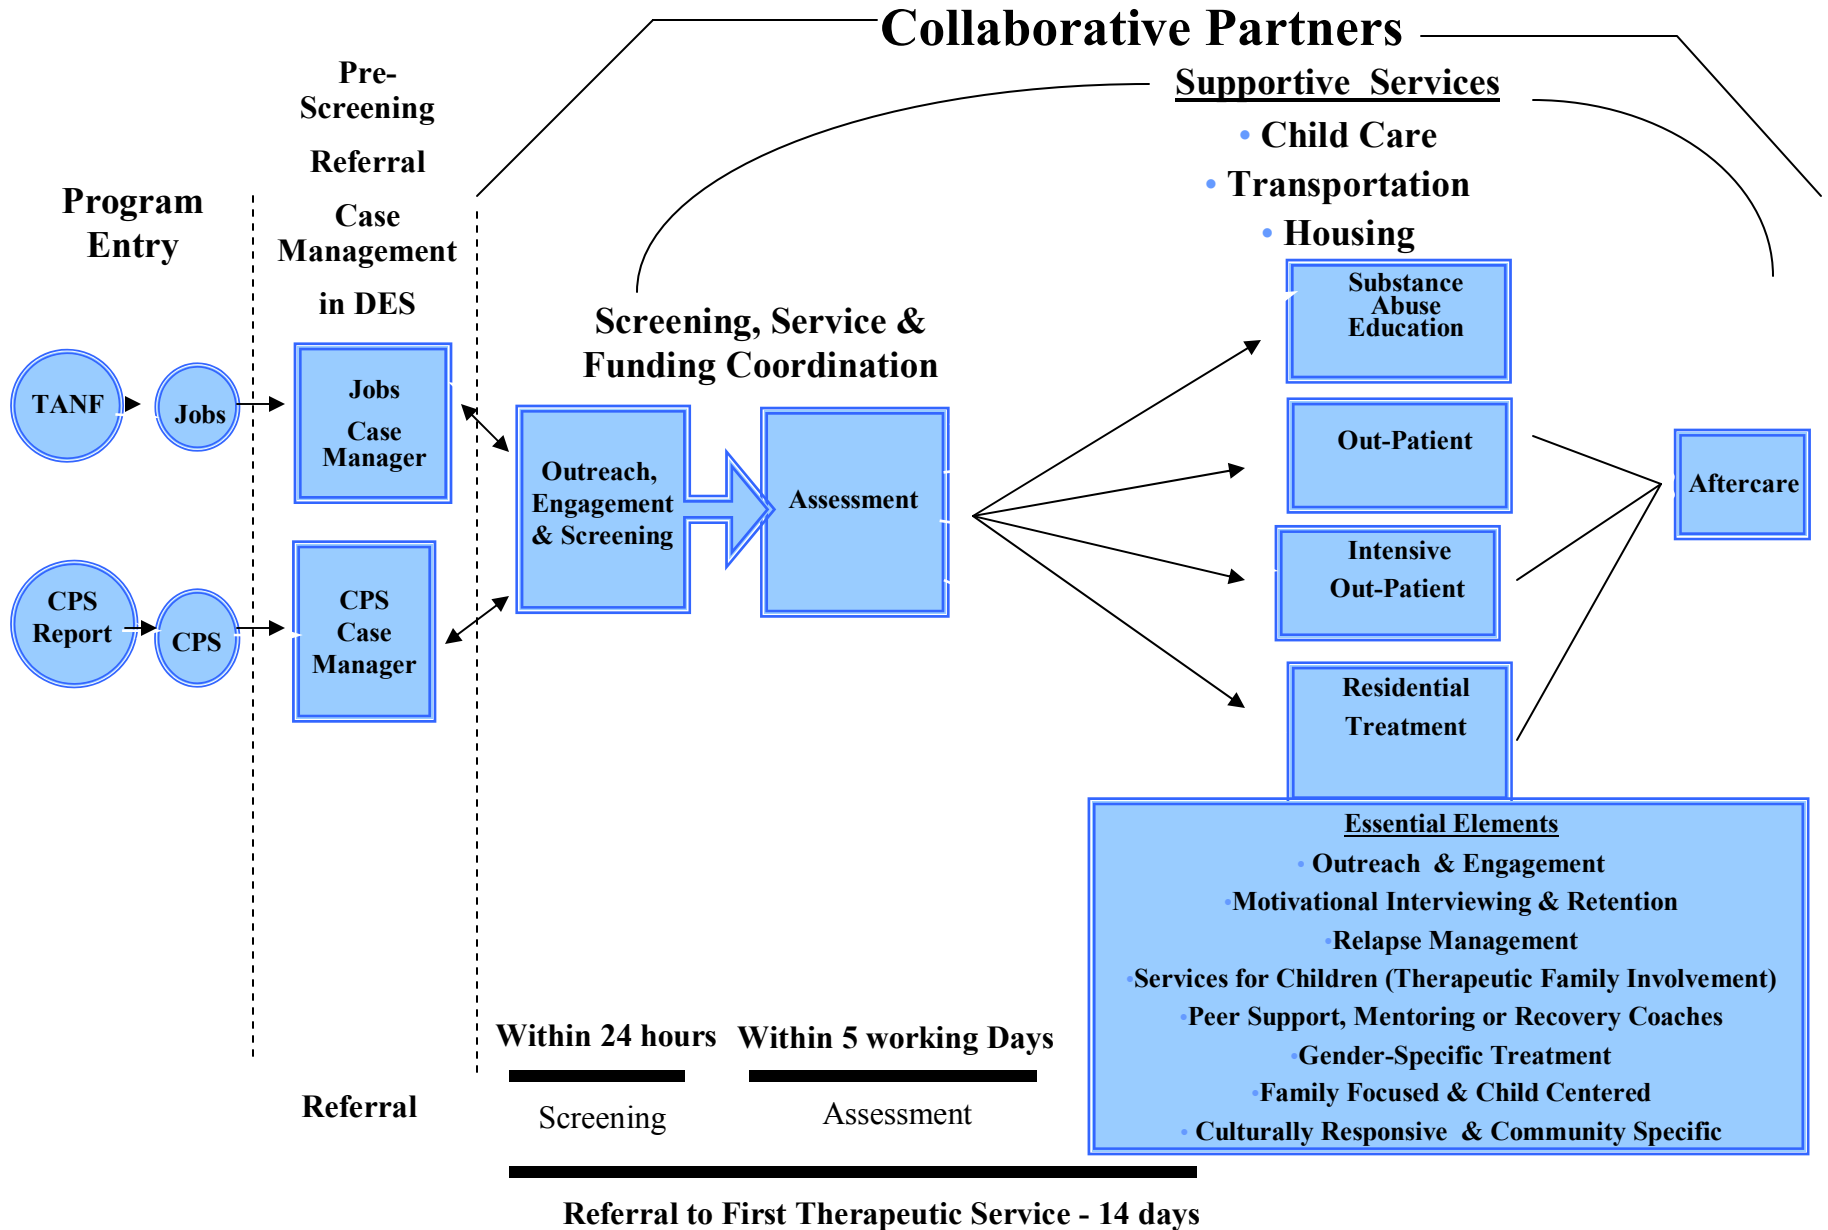 Collaborative Partners
Supportive Services
• Child Care
• Transportation
• Housing
Pre-
Screening
Referral
Case
Management
in DES
Program
Entry
Screening, Service &
Funding Coordination
TANF
Jobs
Jobs
Case
Manager
CPS
Report
CPS
CPS
Case
Manager
Outreach,
Engagement
& Screening
Assessment
Substance
Abuse
Education
Out-Patient
Intensive
Out-Patient
Residential
Treatment
Aftercare
Essential Elements
• Outreach & Engagement
•Motivational Interviewing & Retention
•Relapse Management
•Services for Children (Therapeutic Family Involvement)
•Peer Support, Mentoring or Recovery Coaches
•Gender-Specific Treatment
•Family Focused & Child Centered
• Culturally Responsive & Community Specific
Within 24 hours
Within 5 working Days
Referral
Screening
Assessment
Referral to First Therapeutic Service - 14 days